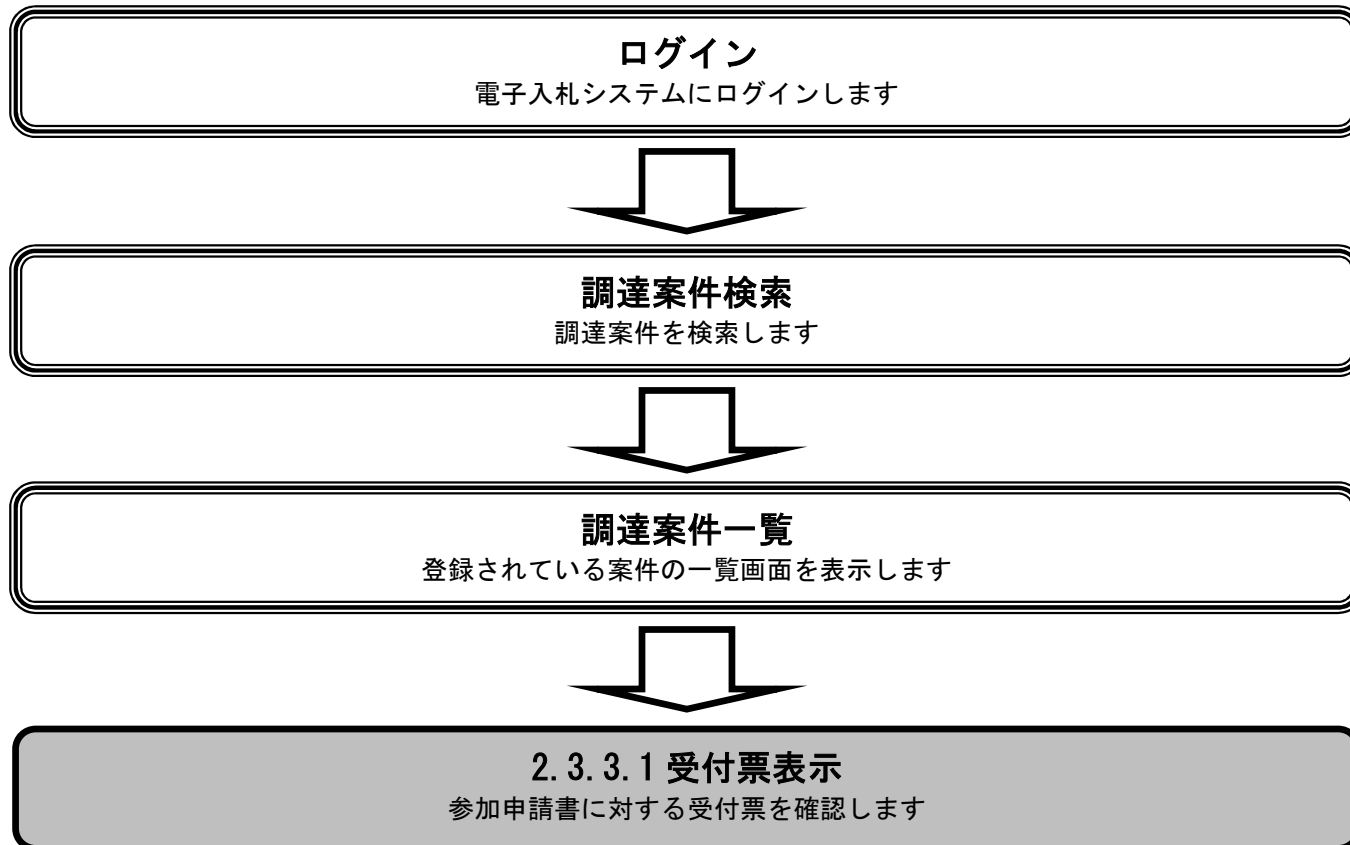 ログイン
電子入札システムにログインします
調達案件検索
調達案件を検索します
調達案件一覧
登録されている案件の一覧画面を表示します
2.3.3.1 受付票表示
参加申請書に対する受付票を確認します